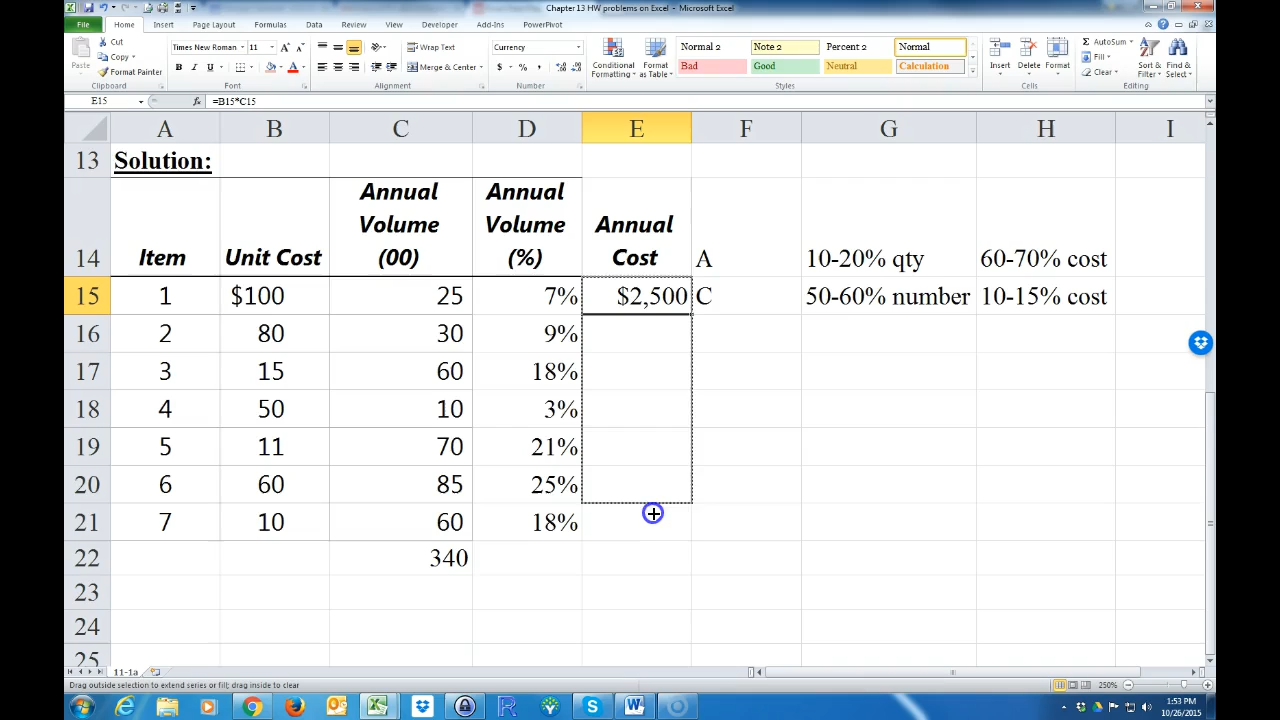 Chapter 13 HW problems on Excel - Microsoft Excel
File Home Insert Page Layout Formulas Data Review View Developer Add-Ins PowerPivot
Cut
Copy
Format Painter
Paste
Clipboard
Times New Roman 11
B I U
Font
Wrap Text
Merge & Center
Alignment
Currency
$ % ,
Number
Conditional Formatting
Format as Table
Normal 2 Note 2 Percent 2 Normal
Bad Good Neutral Calculation
Styles
Insert Delete Format
Cells
AutoSum
Fill
Clear
Sort & Filter
Find & Select
Editing
E15 fx =B15*C15
A B C D E F G H I
13 Solution:
14 Item Unit Cost Annual Volume (00) Annual Volume (%) Annual Cost A 10-20% qty 60-70% cost
15 1 $100 25 7% $2,500 C 50-60% number 10-15% cost
16 2 80 30 9%
17 3 15 60 18%
18 4 50 10 3%
19 5 11 70 21%
20 6 60 85 25%
21 7 10 60 18%
22 340
23
24
25
11-1a
Drag outside selection to extend series or fill; drag inside to clear
250%
1:53 PM
10/26/2015